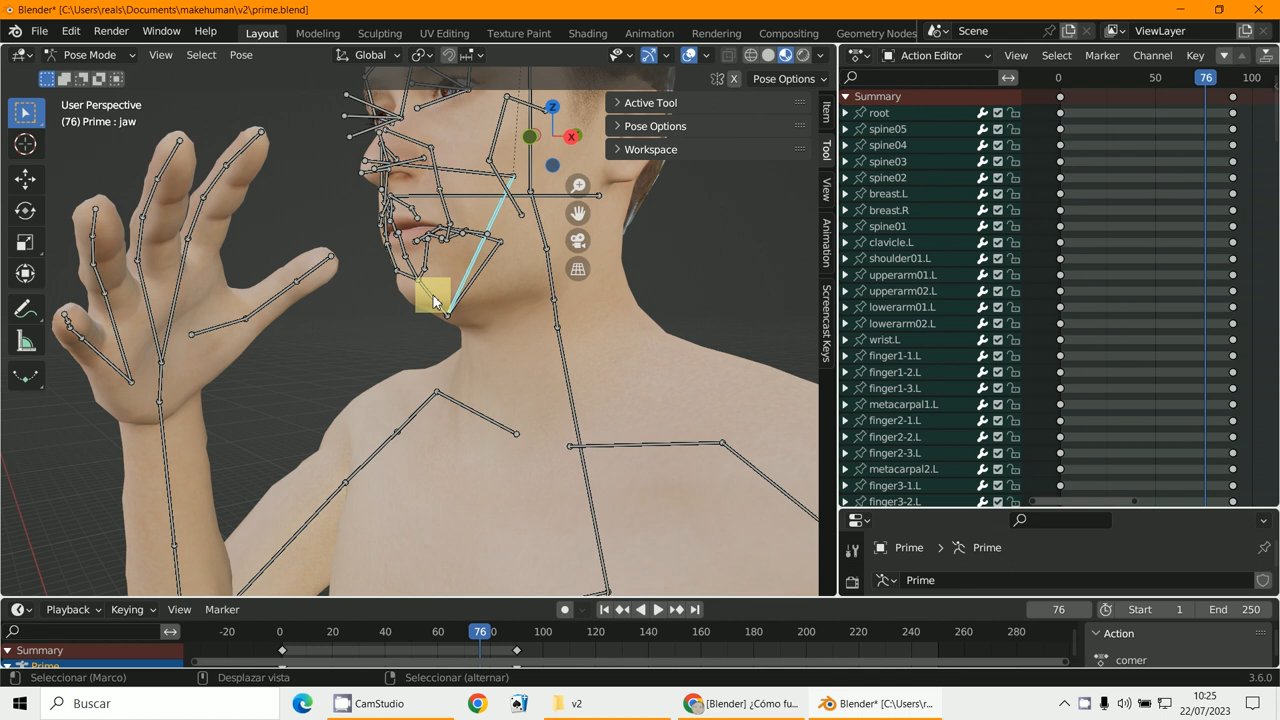 Blender* [C:\Users\reals\Documents\makehuman\v2\prime.blend]
File Edit Render Window Help Layout Modeling Sculpting UV Editing Texture Paint Shading Animation Rendering Compositing Geometry Nodes Scene ViewLayer
Pose Mode View Select Pose Global
Action Editor View Select Marker Channel Key
X Pose Options
0 50 76 100
User Perspective
(76) Prime : jaw
Z
X
Active Tool
Pose Options
Workspace
Item
Tool
View
Animation
Screencast Keys
Summary
root
spine05
spine04
spine03
spine02
breast.L
breast.R
spine01
clavicle.L
shoulder01.L
upperarm01.L
upperarm02.L
lowerarm01.L
lowerarm02.L
wrist.L
finger1-1.L
finger1-2.L
finger1-3.L
metacarpal1.L
finger2-1.L
finger2-2.L
finger2-3.L
metacarpal2.L
finger3-1.L
finger3-2.L
Prime Prime
Prime
Playback Keying View Marker 76 Start 1 End 250
-20 0 20 40 60 76 0 100 120 140 160 180 200 220 240 260 280
Action
Summary
Prime
comer
Seleccionar (Marco) Desplazar vista Seleccionar (alternar) 3.6.0
Buscar CamStudio v2 [Blender] ¿Cómo fu... Blender* [C:\Users\r... 10:25
22/07/2023